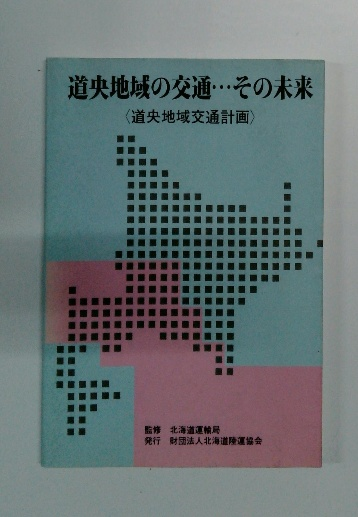 道央地域の交通…その未来
〈道央地域交通計画〉
監修 北海道運輸局
発行 財団法人北海道陸運協会